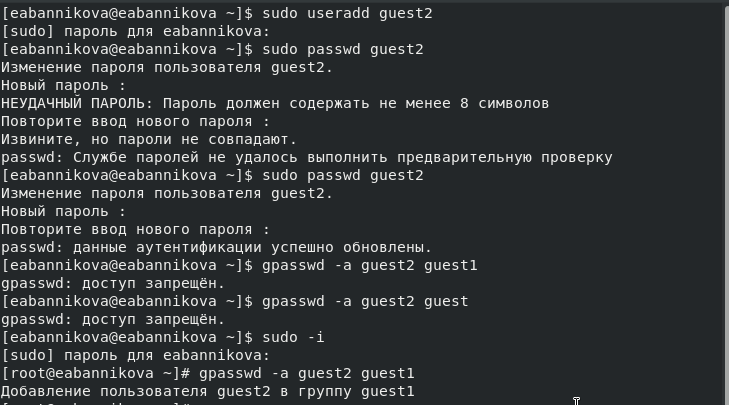 [eabannikova@eabannikova ~]$ sudo useradd guest2
[sudo] пароль для eabannikova:
[eabannikova@eabannikova ~]$ sudo passwd guest2
Изменение пароля пользователя guest2.
Новый пароль :
НЕУДАЧНЫЙ ПАРОЛЬ: Пароль должен содержать не менее 8 символов
Повторите ввод нового пароля :
Извините, но пароли не совпадают.
passwd: Службе паролей не удалось выполнить предварительную проверку
[eabannikova@eabannikova ~]$ sudo passwd guest2
Изменение пароля пользователя guest2.
Новый пароль :
Повторите ввод нового пароля :
passwd: данные аутентификации успешно обновлены.
[eabannikova@eabannikova ~]$ gpasswd -a guest2 guest1
gpasswd: доступ запрещён.
[eabannikova@eabannikova ~]$ gpasswd -a guest2 guest
gpasswd: доступ запрещён.
[eabannikova@eabannikova ~]$ sudo -i
[sudo] пароль для eabannikova:
[root@eabannikova ~]# gpasswd -a guest2 guest1
Добавление пользователя guest2 в группу guest1